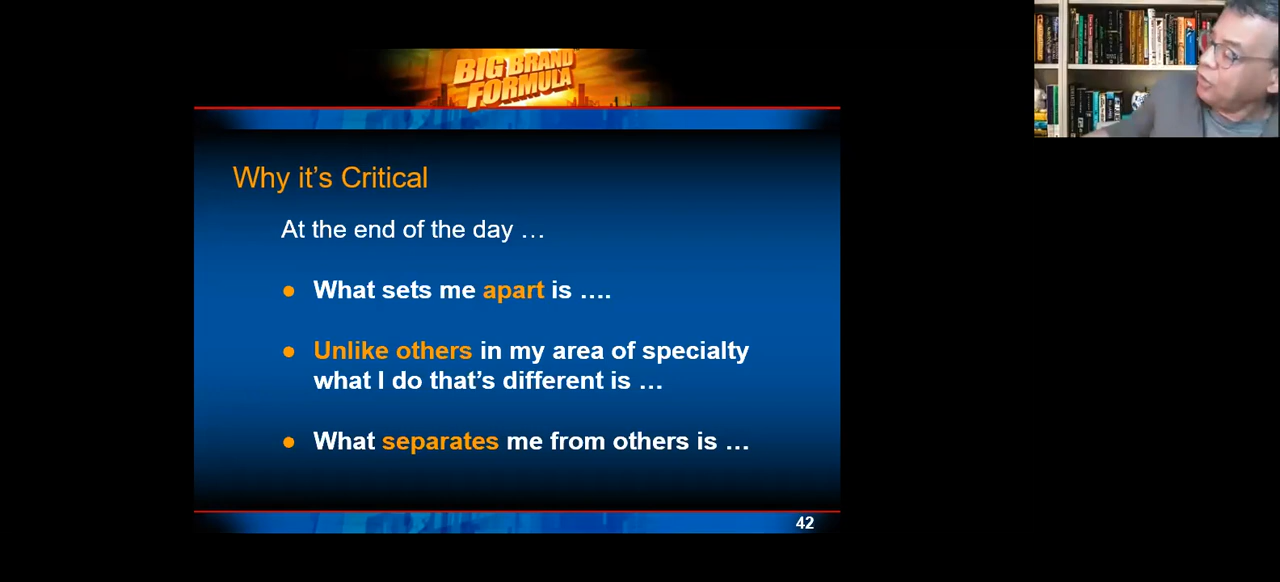 BIG BRAND
FORMULA
Why it's Critical
At the end of the day …
● What sets me apart is ….
● Unlike others in my area of specialty
what I do that's different is …
● What separates me from others is …
42